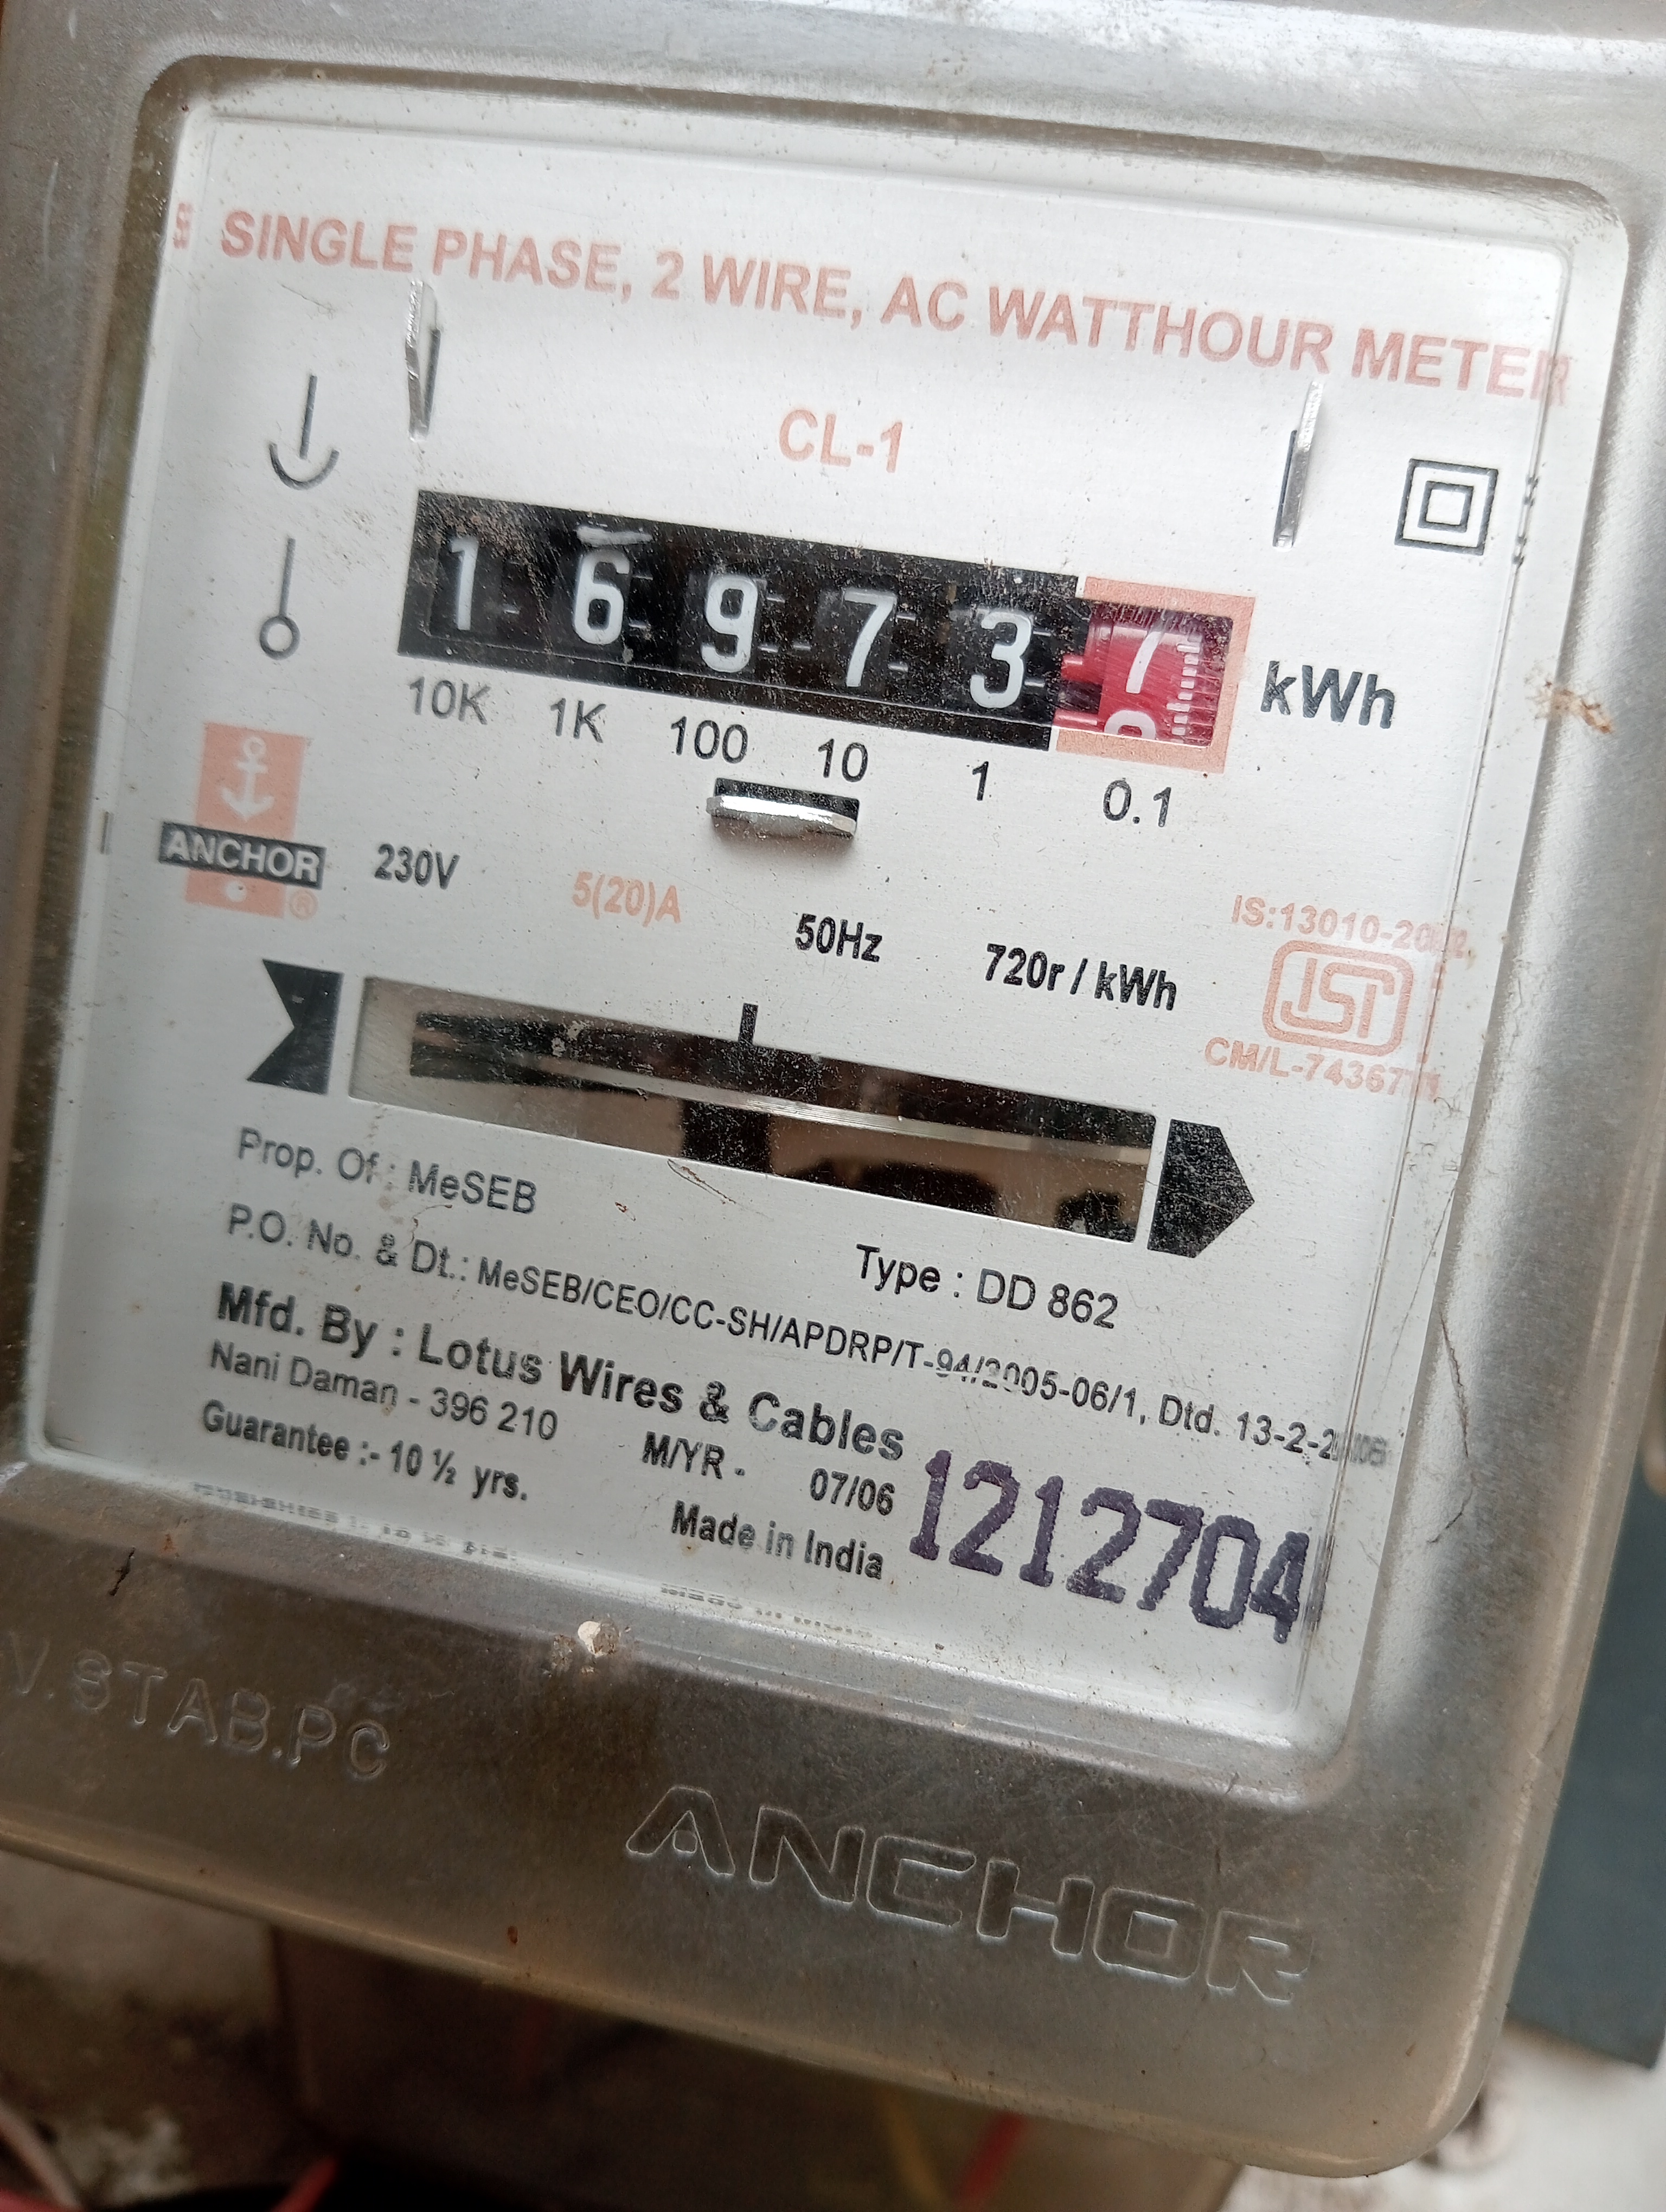 SINGLE PHASE, 2 WIRE, AC WATTHOUR METER
CL-1
1 6 9 7 3 7 kWh
10K 1K 100 10 1 0.1
ANCHOR ®
230V 5(20)A 50Hz 720r / kWh
IS:13010-2002
ISI
CM/L-74367
Prop. Of : MeSEB
Type : DD 862
P.O. No. & Dt.: MeSEB/CEO/CC-SH/APDRP/T-94/2005-06/1, Dtd. 13-2-2006
Mfd. By : Lotus Wires & Cables
Nani Daman - 396 210
M/YR - 07/06
Guarantee :- 10 ½ yrs.
Made in India
1212704
V. STAB.PC
ANCHOR